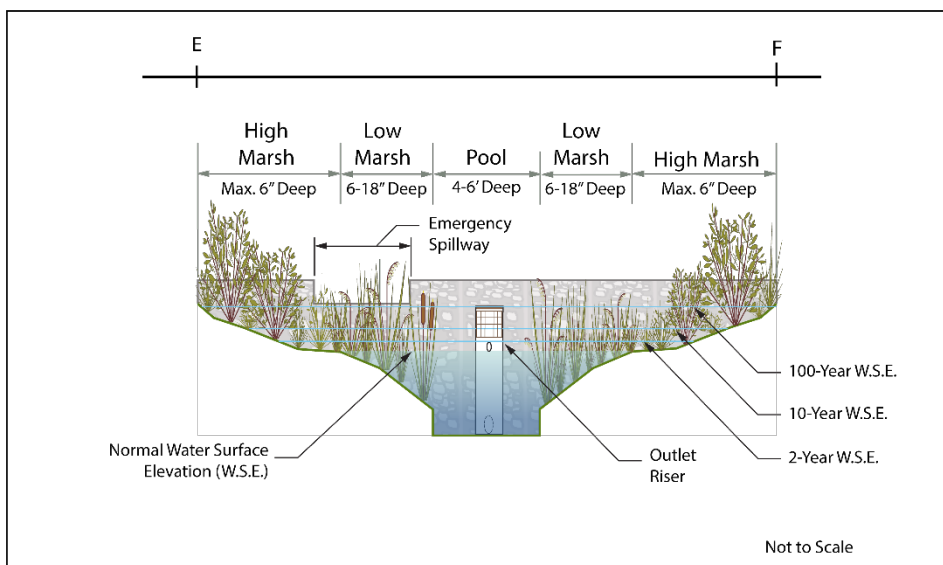 E
F
High
Marsh
Low
Marsh
Pool
Low
Marsh
High Marsh
Max. 6” Deep
6-18” Deep
4-6’ Deep
6-18” Deep
Max. 6” Deep
Emergency
Spillway
100-Year W.S.E.
10-Year W.S.E.
2-Year W.S.E.
Normal Water Surface
Elevation (W.S.E.)
Outlet
Riser
Not to Scale